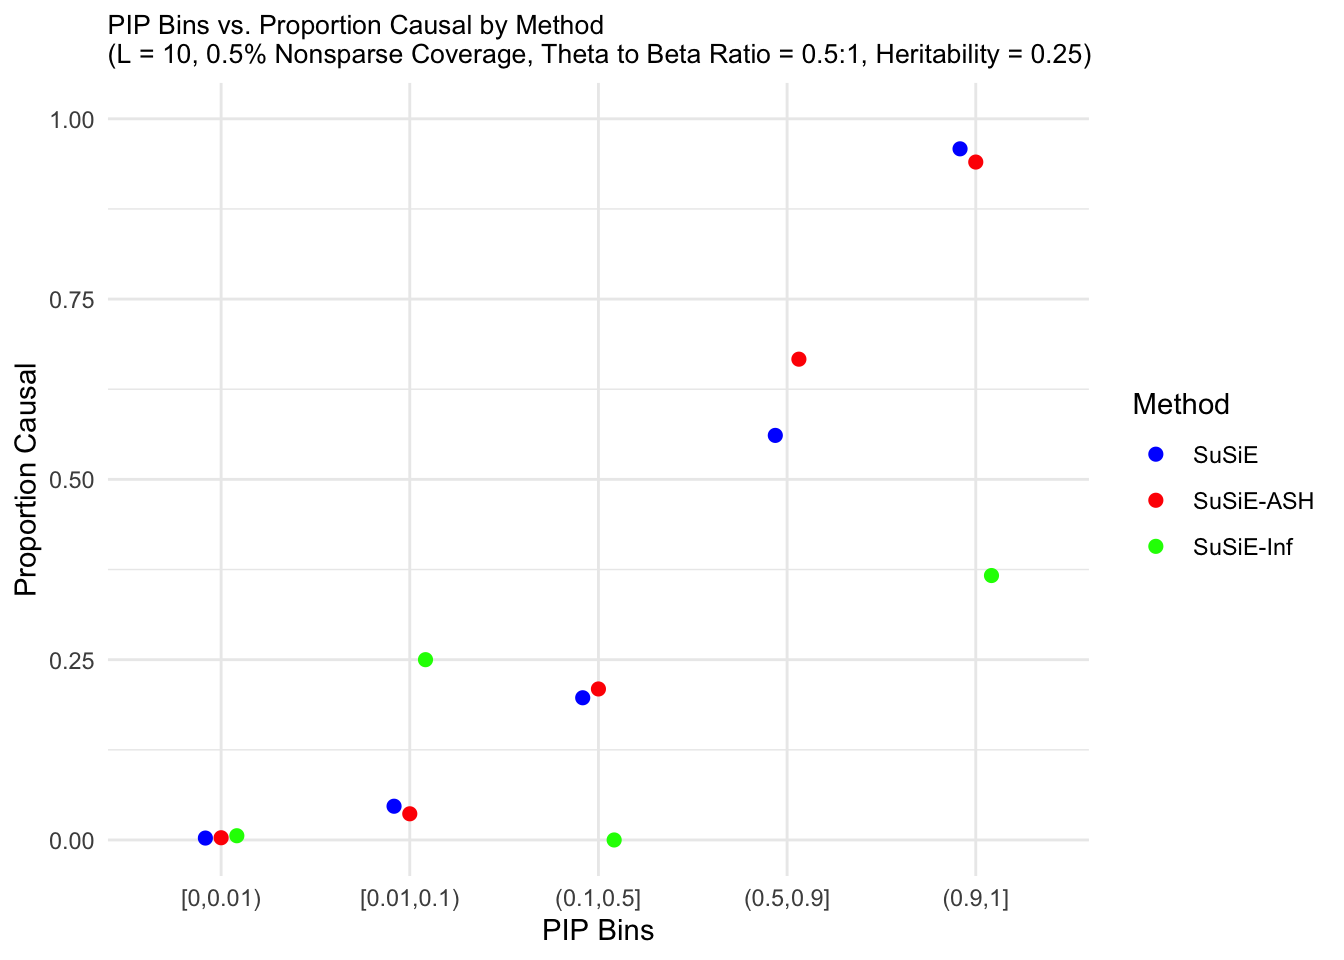 PIP Bins vs. Proportion Causal by Method
(L = 10, 0.5% Nonsparse Coverage, Theta to Beta Ratio = 0.5:1, Heritability = 0.25)
Proportion Causal
1.00
0.75
0.50
0.25
0.00
[0,0.01)
[0.01,0.1)
(0.1,0.5]
(0.5,0.9]
(0.9,1]
PIP Bins
Method
SuSiE
SuSiE-ASH
SuSiE-Inf